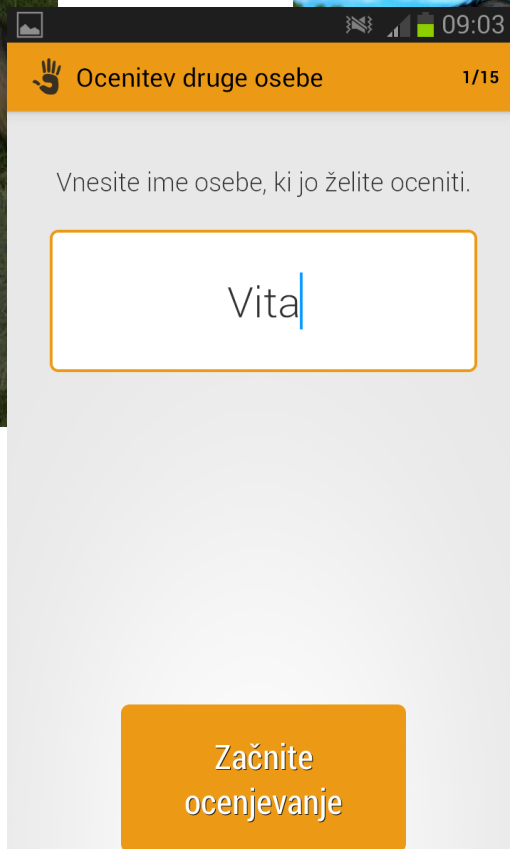 09:03
Ocenitev druge osebe
1/15
Vnesite ime osebe, ki jo želite oceniti.
Vita
Začnite
ocenjevanje